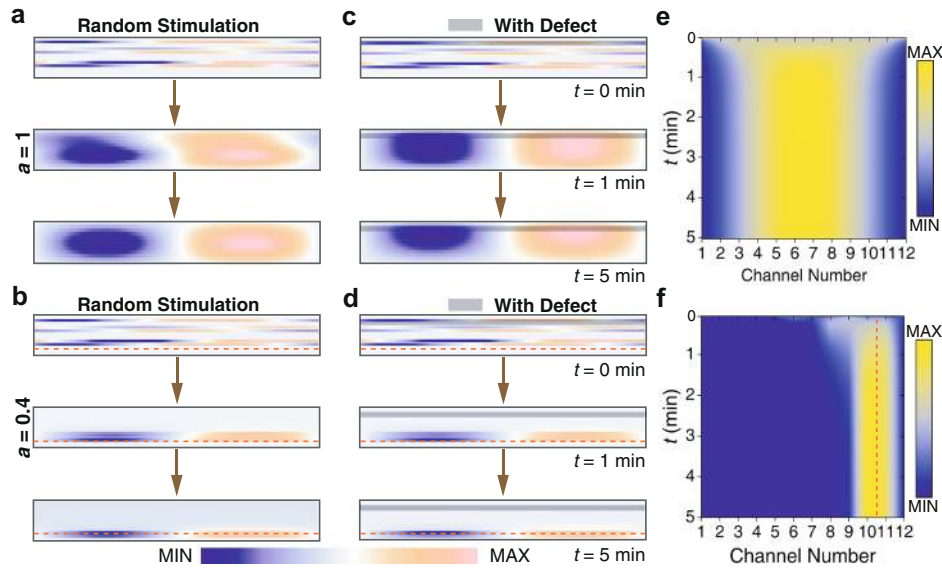 a
Random Stimulation
a = 1
b
Random Stimulation
a = 0.4
MIN
MAX
c
With Defect
t = 0 min
t = 1 min
t = 5 min
d
With Defect
t = 0 min
t = 1 min
t = 5 min
e
0
1
2
3
4
5
t (min)
1 2 3 4 5 6 7 8 9 10 11 12
Channel Number
MAX
MIN
f
0
1
2
3
4
5
t (min)
1 2 3 4 5 6 7 8 9 10 11 12
Channel Number
MAX
MIN